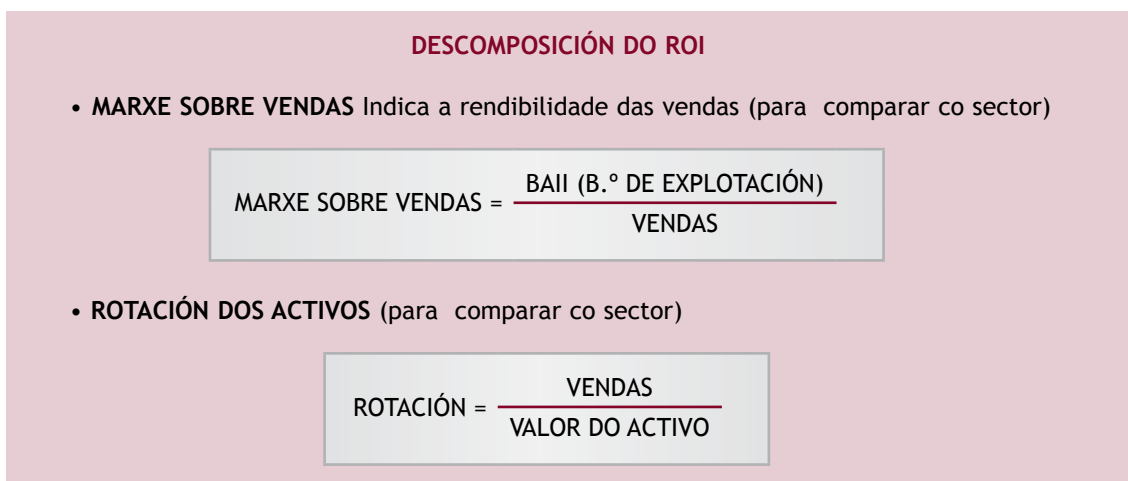 DESCOMPOSICIÓN DO ROI
• MARXE SOBRE VENDAS Indica a rendibilidade das vendas (para comparar co sector)
MARXE SOBRE VENDAS = BAII (B.º DE EXPLOTACIÓN)
VENDAS
• ROTACIÓN DOS ACTIVOS (para comparar co sector)
ROTACIÓN = VENDAS
VALOR DO ACTIVO